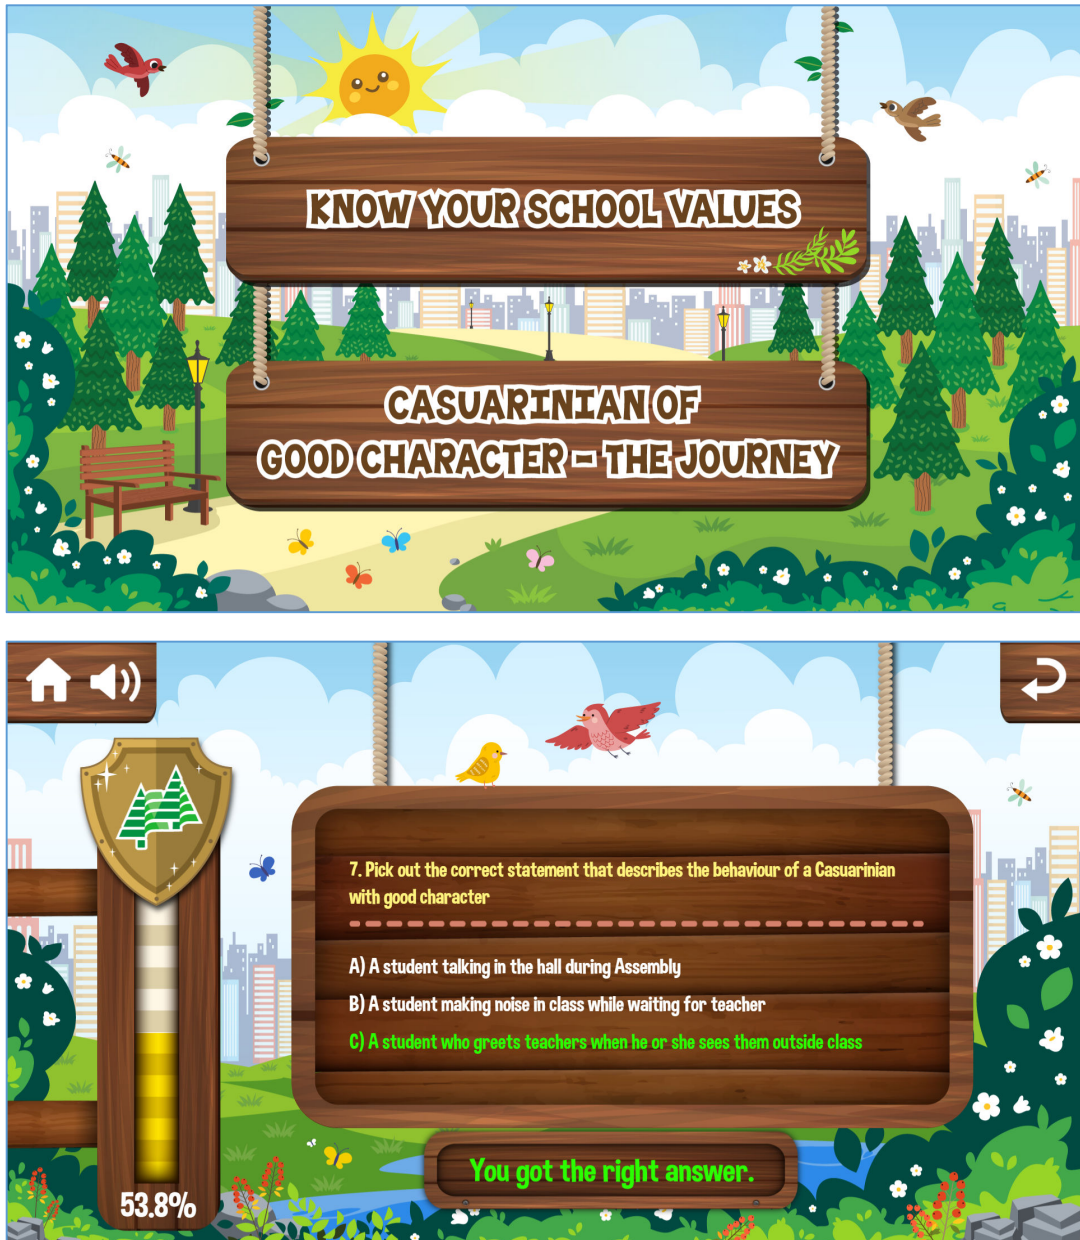 KNOW YOUR SCHOOL VALUES
CASUARINIAN OF
GOOD CHARACTER - THE JOURNEY
7. Pick out the correct statement that describes the behaviour of a Casuarinian
with good character
A) A student talking in the hall during Assembly
B) A student making noise in class while waiting for teacher
C) A student who greets teachers when he or she sees them outside class
You got the right answer.
53.8%